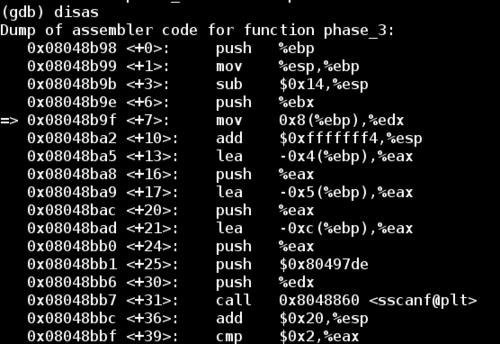 (gdb) disas
Dump of assembler code for function phase_3:
   0x08048b98 <+0>:     push   %ebp
   0x08048b99 <+1>:     mov    %esp,%ebp
   0x08048b9b <+3>:     sub    $0x14,%esp
   0x08048b9e <+6>:     push   %ebx
=> 0x08048b9f <+7>:     mov    0x8(%ebp),%edx
   0x08048ba2 <+10>:    add    $0xfffffff4,%esp
   0x08048ba5 <+13>:    lea    -0x4(%ebp),%eax
   0x08048ba8 <+16>:    push   %eax
   0x08048ba9 <+17>:    lea    -0x5(%ebp),%eax
   0x08048bac <+20>:    push   %eax
   0x08048bad <+21>:    lea    -0xc(%ebp),%eax
   0x08048bb0 <+24>:    push   %eax
   0x08048bb1 <+25>:    push   $0x80497de
   0x08048bb6 <+30>:    push   %edx
   0x08048bb7 <+31>:    call   0x8048860 <sscanf@plt>
   0x08048bbc <+36>:    add    $0x20,%esp
   0x08048bbf <+39>:    cmp    $0x2,%eax